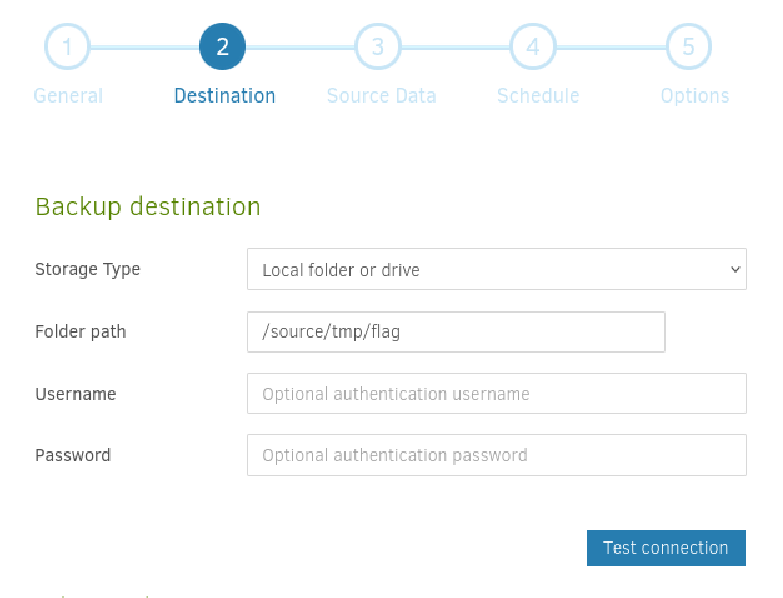 1 2 3 4 5
General Destination Source Data Schedule Options
Backup destination
Storage Type Local folder or drive
Folder path /source/tmp/flag
Username Optional authentication username
Password Optional authentication password
Test connection